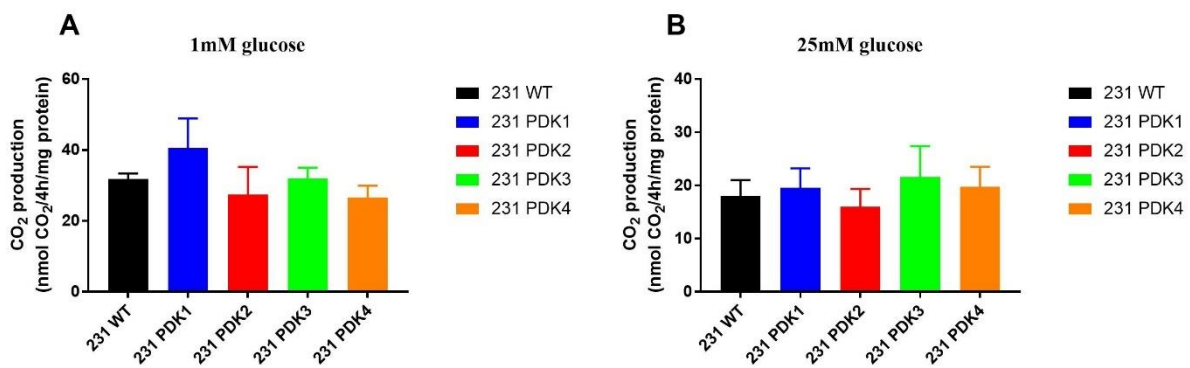 A
1mM glucose
CO₂ production
(nmol CO₂/4h/mg protein)
60
40
20
0
231 WT
231 PDK1
231 PDK2
231 PDK3
231 PDK4
231 WT
231 PDK1
231 PDK2
231 PDK3
231 PDK4
B
25mM glucose
CO₂ production
(nmol CO₂/4h/mg protein)
40
30
20
10
0
231 WT
231 PDK1
231 PDK2
231 PDK3
231 PDK4
231 WT
231 PDK1
231 PDK2
231 PDK3
231 PDK4